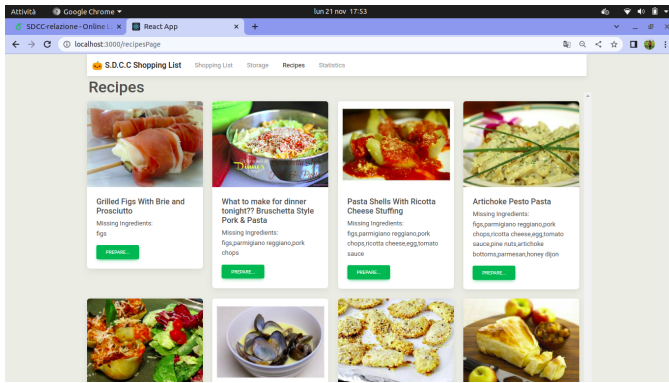 Attività
Google Chrome
lun 21 nov 17:53
SDCC-relazione - Online L
React App
localhost:3000/recipesPage
S.D.C.C Shopping List
Shopping List
Storage
Recipes
Statistics
Recipes
Grilled Figs With Brie and
Prosciutto
Missing Ingredients:
figs
PREPARE...
What to make for dinner
tonight?? Bruschetta Style
Pork & Pasta
Missing Ingredients:
figs,parmigiano reggiano,pork
chops
PREPARE...
Pasta Shells With Ricotta
Cheese Stuffing
Missing Ingredients:
figs,parmigiano reggiano,pork
chops,ricotta cheese,egg,tomato
sauce
PREPARE...
Artichoke Pesto Pasta
Missing Ingredients:
figs,parmigiano reggiano,pork
chops,ricotta cheese,egg,tomato
sauce,pine nuts,artichoke
bottoms,parmesan,honey dijon
PREPARE...